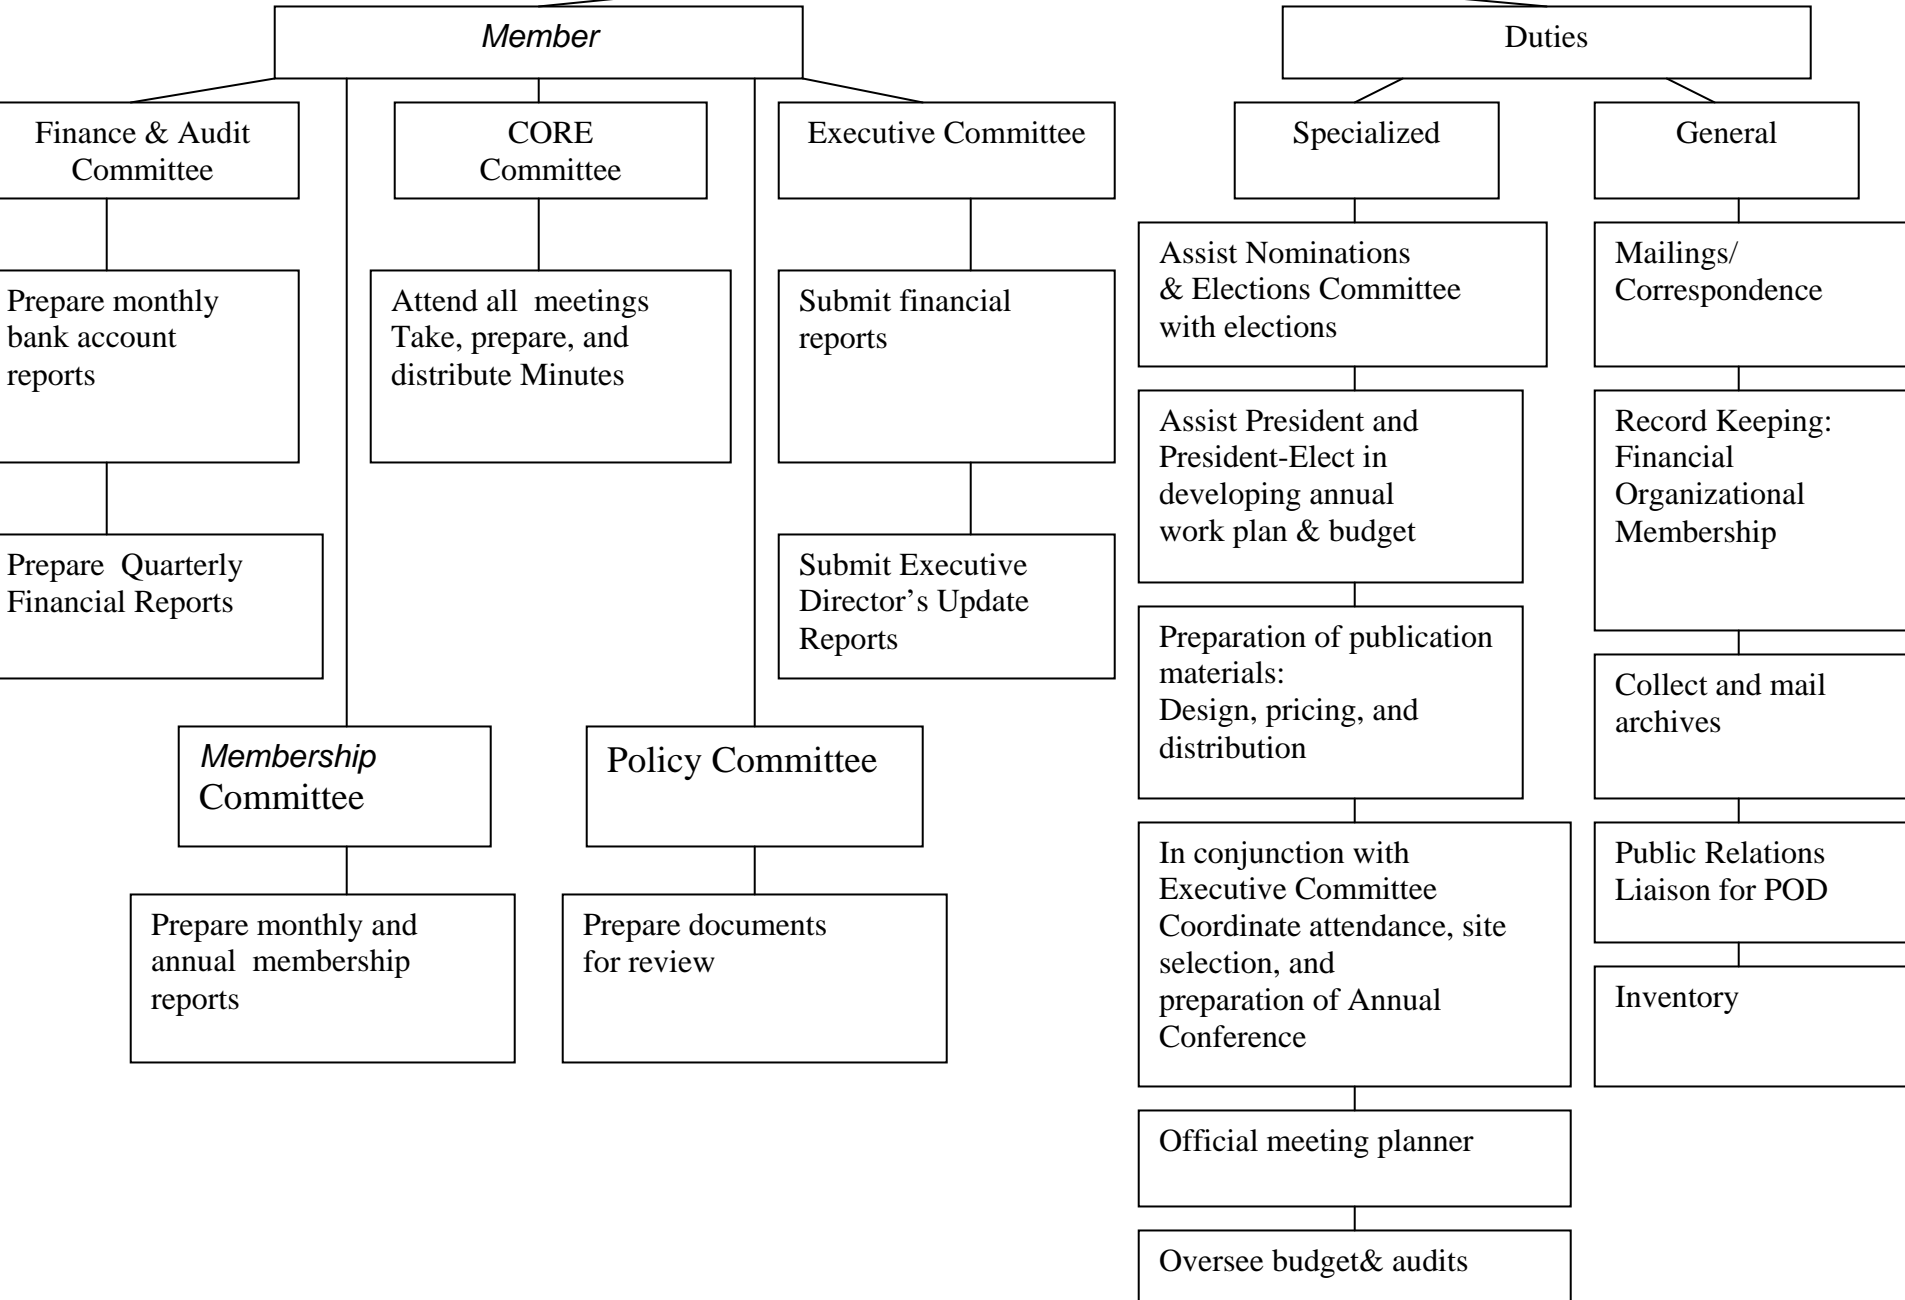 Member
Finance & Audit
Committee
Prepare monthly
bank account
reports
Prepare  Quarterly
Financial Reports
CORE
Committee
Attend all  meetings
Take, prepare, and
distribute Minutes
Executive Committee
Submit financial
reports
Submit Executive
Director’s Update
Reports
Membership
Committee
Prepare monthly and
annual  membership
reports
Policy Committee
Prepare documents
for review
Duties
Specialized
Assist Nominations
& Elections Committee
with elections
Assist President and
President-Elect in
developing annual
work plan & budget
Preparation of publication
materials:
Design, pricing, and
distribution
In conjunction with
Executive Committee
Coordinate attendance, site
selection, and
preparation of Annual
Conference
Official meeting planner
Oversee budget& audits
General
Mailings/
Correspondence
Record Keeping:
Financial
Organizational
Membership
Collect and mail
archives
Public Relations
Liaison for POD
Inventory